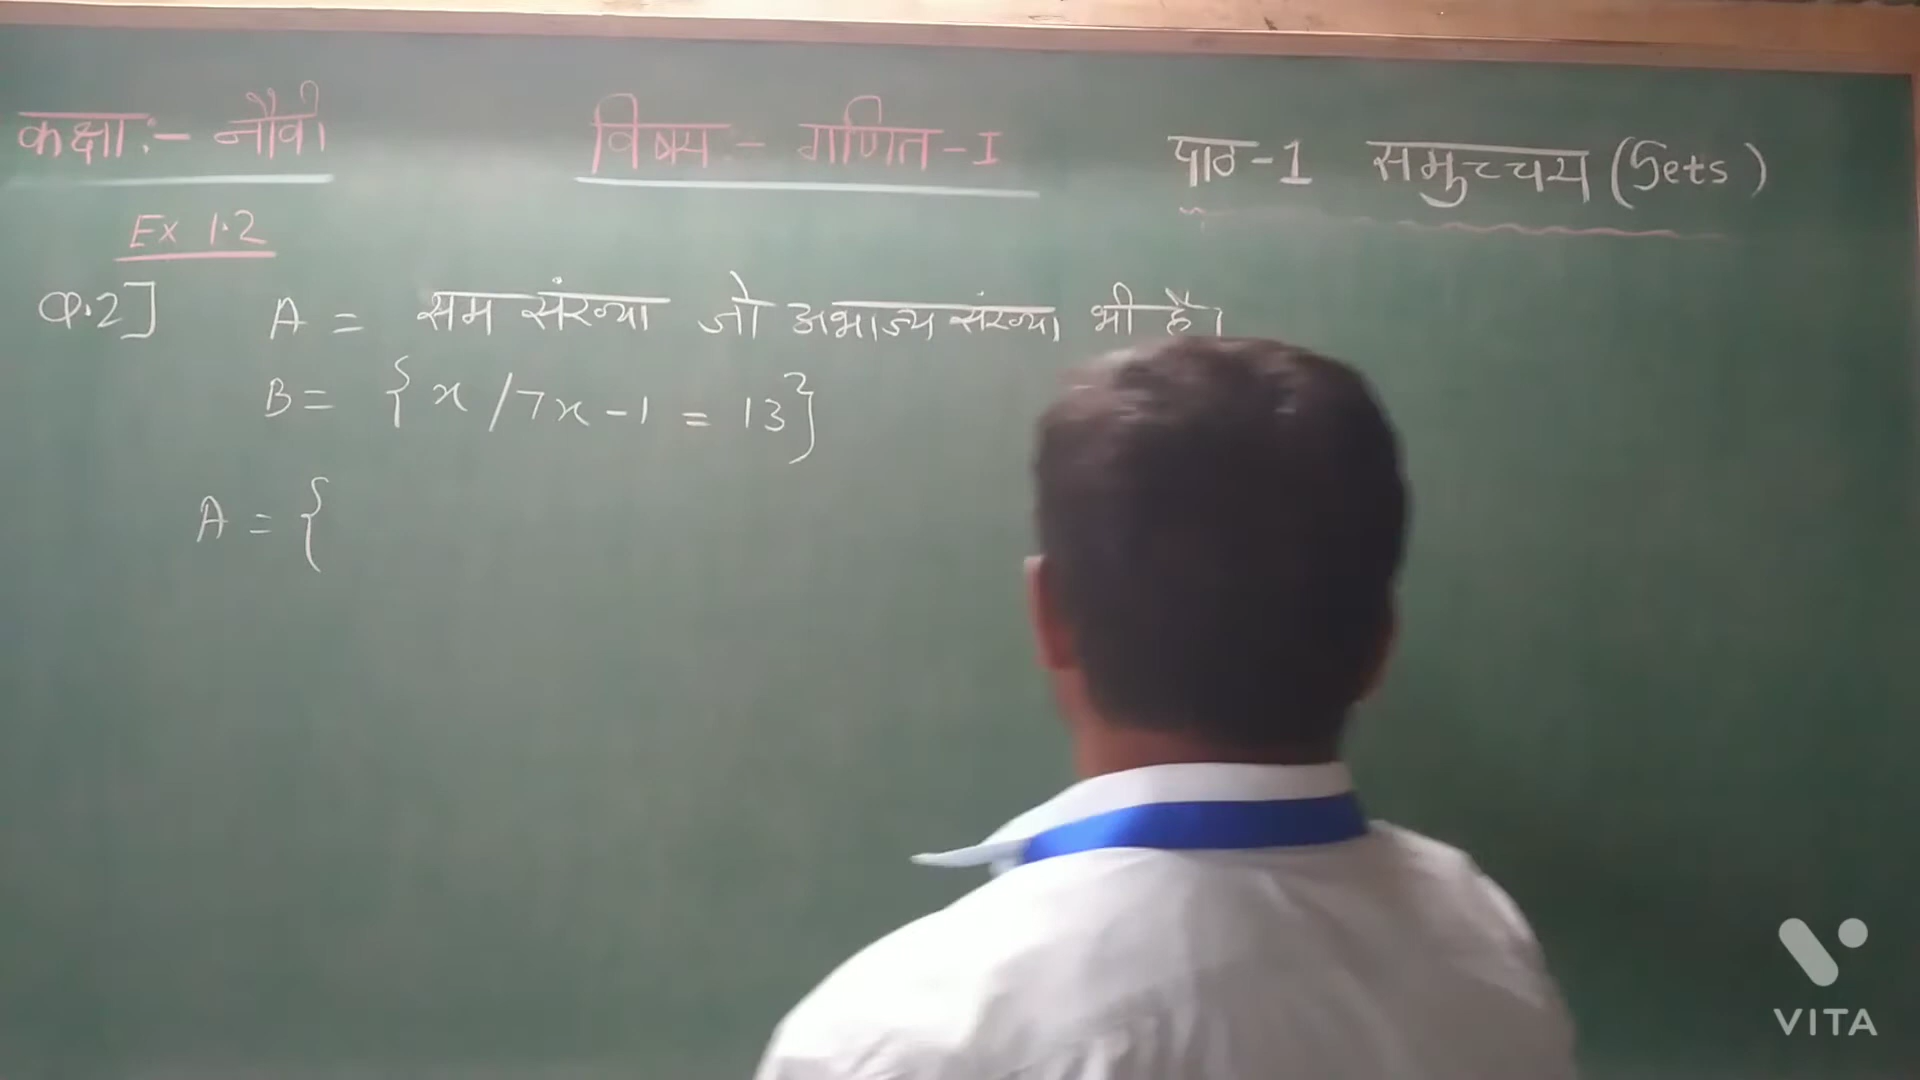 कक्षा:- नौवी विषय:- गणित-I पाठ-1 समुच्चय (Sets)
Ex 1.2
Q.2] A = सम संख्या जो अभाज्य संख्या भी है।
B = {x/7x-1 = 13}
A = {
VITA